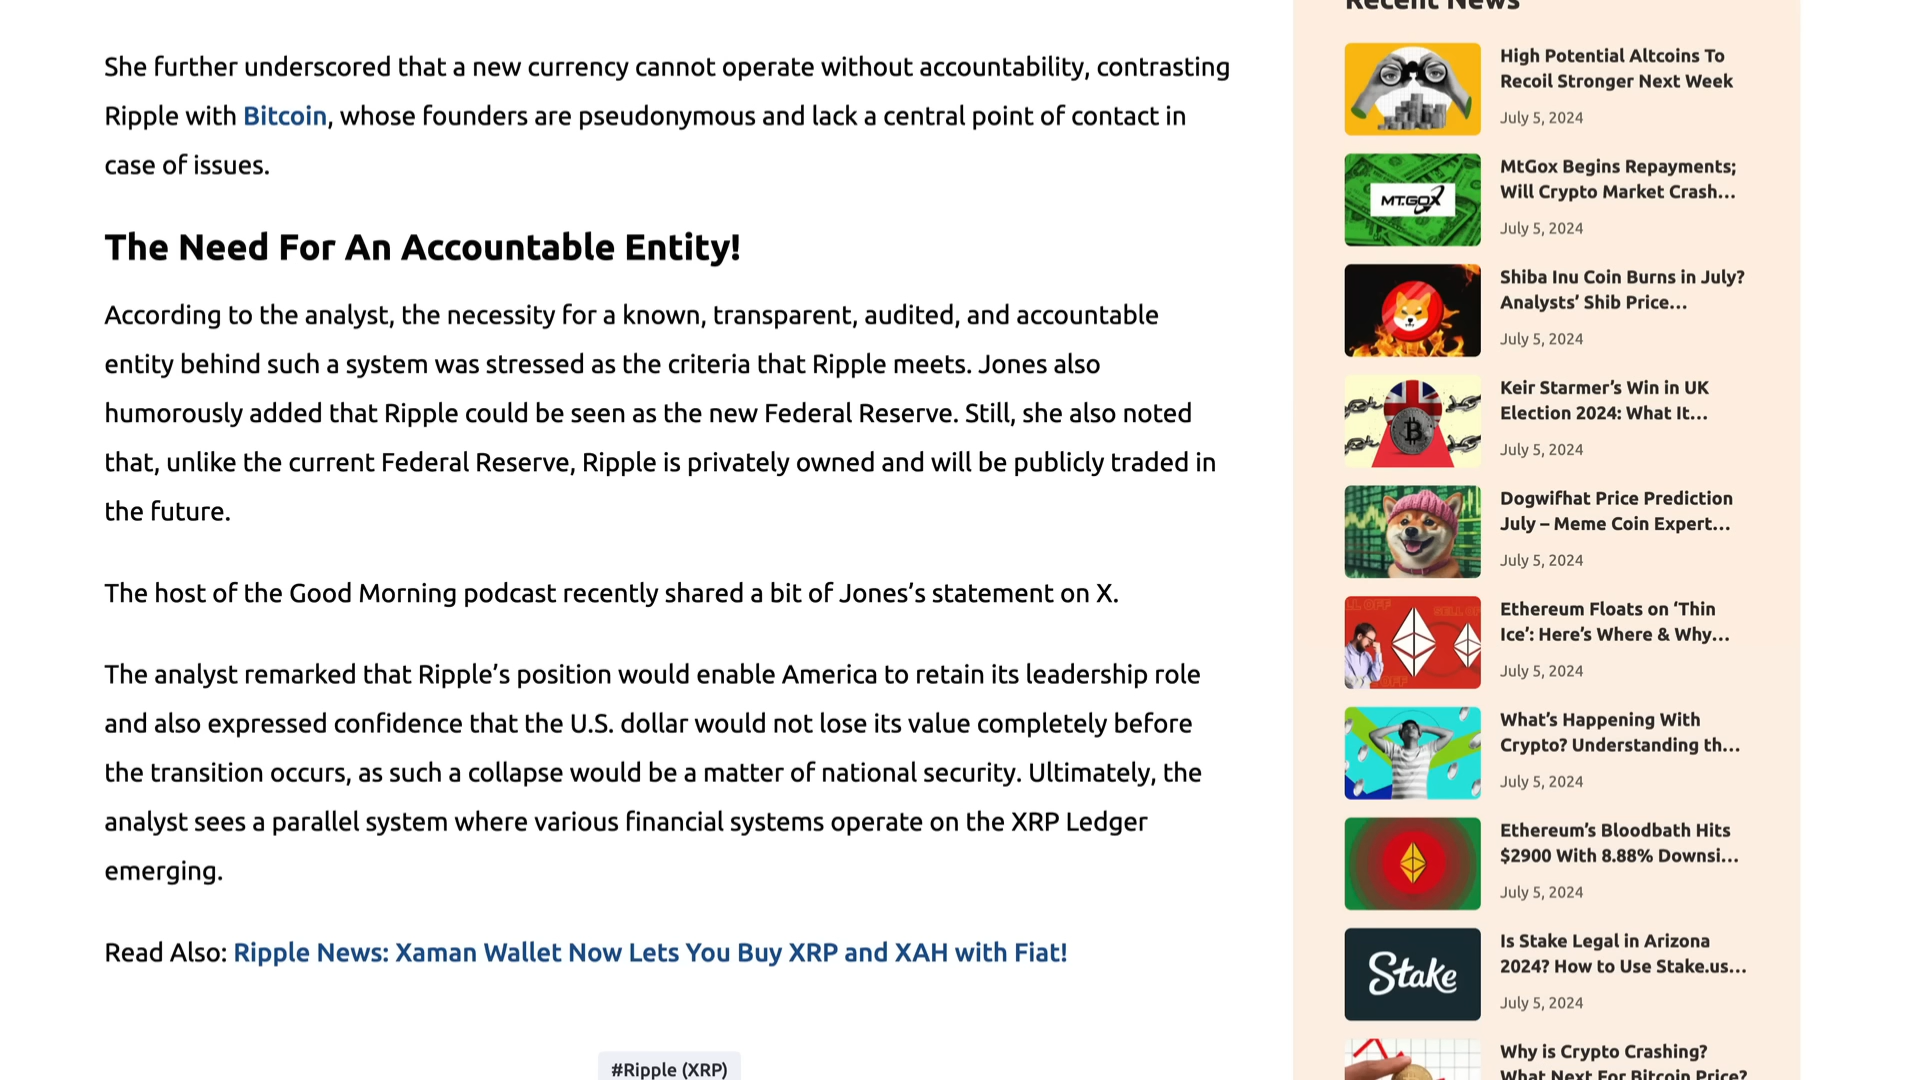 She further underscored that a new currency cannot operate without accountability, contrasting
Ripple with Bitcoin, whose founders are pseudonymous and lack a central point of contact in
case of issues.
The Need For An Accountable Entity!
According to the analyst, the necessity for a known, transparent, audited, and accountable
entity behind such a system was stressed as the criteria that Ripple meets. Jones also
humorously added that Ripple could be seen as the new Federal Reserve. Still, she also noted
that, unlike the current Federal Reserve, Ripple is privately owned and will be publicly traded in
the future.
The host of the Good Morning podcast recently shared a bit of Jones’s statement on X.
The analyst remarked that Ripple’s position would enable America to retain its leadership role
and also expressed confidence that the U.S. dollar would not lose its value completely before
the transition occurs, as such a collapse would be a matter of national security. Ultimately, the
analyst sees a parallel system where various financial systems operate on the XRP Ledger
emerging.
Read Also: Ripple News: Xaman Wallet Now Lets You Buy XRP and XAH with Fiat!
#Ripple (XRP)
Recent News
High Potential Altcoins To
Recoil Stronger Next Week
July 5, 2024
MT.GOX
MtGox Begins Repayments;
Will Crypto Market Crash...
July 5, 2024
Shiba Inu Coin Burns in July?
Analysts’ Shib Price...
July 5, 2024
Keir Starmer’s Win in UK
Election 2024: What It...
July 5, 2024
Dogwifhat Price Prediction
July – Meme Coin Expert...
July 5, 2024
Ethereum Floats on ‘Thin
Ice’: Here’s Where & Why...
July 5, 2024
What’s Happening With
Crypto? Understanding th...
July 5, 2024
Ethereum’s Bloodbath Hits
$2900 With 8.88% Downsi...
July 5, 2024
Stake
Is Stake Legal in Arizona
2024? How to Use Stake.us...
July 5, 2024
Why is Crypto Crashing?
What Next For Bitcoin Price?